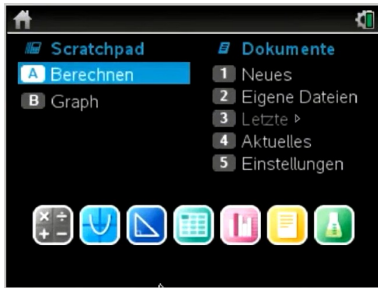 Scratchpad
A Berechnen
B Graph
Dokumente
1 Neues
2 Eigene Dateien
3 Letzte ▸
4 Aktuelles
5 Einstellungen